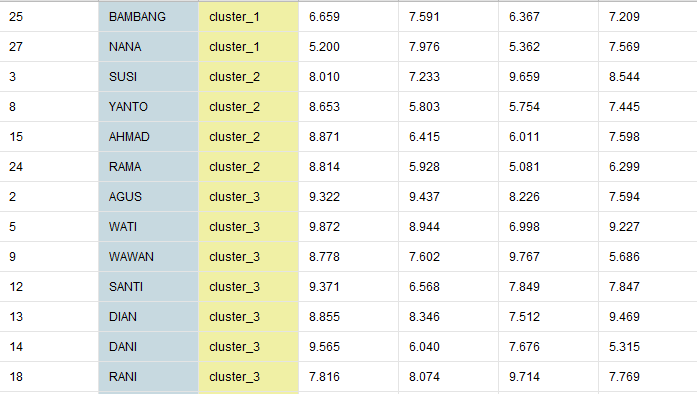 25 BAMBANG cluster_1 6.659 7.591 6.367 7.209
27 NANA cluster_1 5.200 7.976 5.362 7.569
3 SUSI cluster_2 8.010 7.233 9.659 8.544
8 YANTO cluster_2 8.653 5.803 5.754 7.445
15 AHMAD cluster_2 8.871 6.415 6.011 7.598
24 RAMA cluster_2 8.814 5.928 5.081 6.299
2 AGUS cluster_3 9.322 9.437 8.226 7.594
5 WATI cluster_3 9.872 8.944 6.998 9.227
9 WAWAN cluster_3 8.778 7.602 9.767 5.686
12 SANTI cluster_3 9.371 6.568 7.849 7.847
13 DIAN cluster_3 8.855 8.346 7.512 9.469
14 DANI cluster_3 9.565 6.040 7.676 5.315
18 RANI cluster_3 7.816 8.074 9.714 7.769